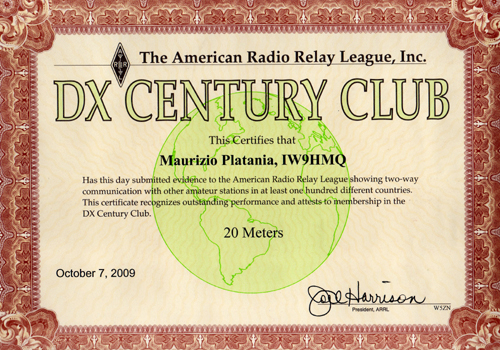 The American Radio Relay League, Inc.
DX CENTURY CLUB
This Certifies that
Maurizio Platania, IW9HMQ
Has this day submitted evidence to the American Radio Relay League showing two-way
communication with other amateur stations in at least one hundred different countries.
This certificate recognizes outstanding performance and attests to membership in the
DX Century Club.
20 Meters
October 7, 2009
Joel Harrison
President, ARRL
W5ZN